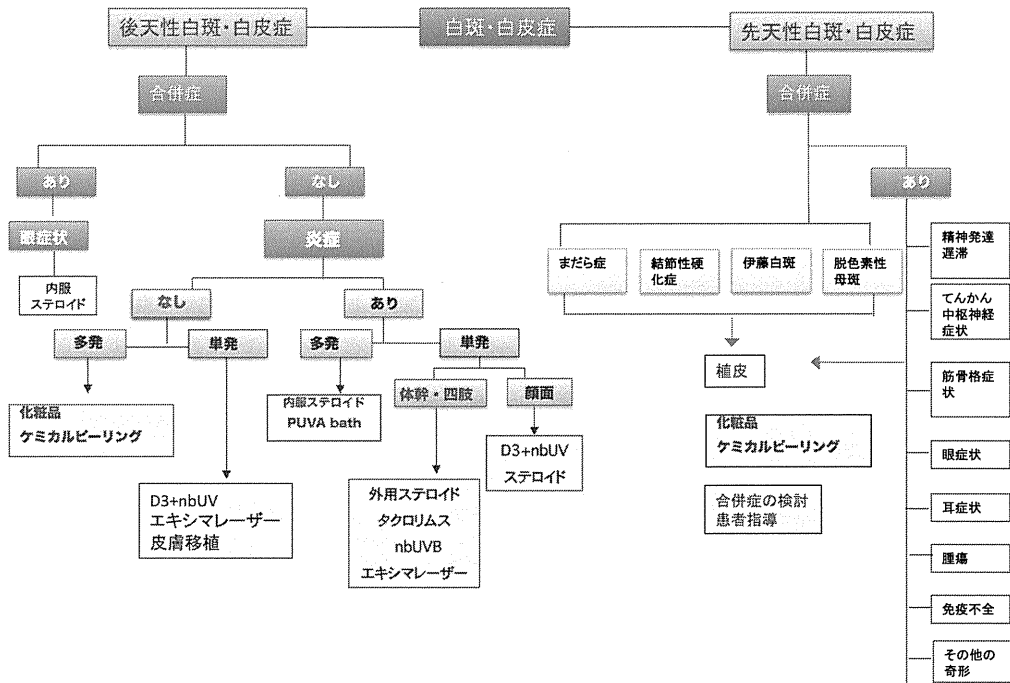 後天性白斑・白皮症
白斑・白皮症
先天性白斑・白皮症
合併症
合併症
あり
なし
あり
眼症状
炎症
内服
ステロイド
なし
あり
多発
単発
多発
単発
体幹・四肢
顔面
化粧品
ケミカルピーリング
内服ステロイド
PUVA bath
D3+nbUV
ステロイド
D3+nbUV
エキシマレーザー
皮膚移植
外用ステロイド
タクロリムス
nbUVB
エキシマレーザー
まだら症
結節性硬
化症
伊藤白斑
脱色素性
母斑
植皮
化粧品
ケミカルピーリング
合併症の検討
患者指導
精神発達
遅滞
てんかん
中枢神経
症状
筋骨格症
状
眼症状
耳症状
腫瘍
免疫不全
その他の
奇形